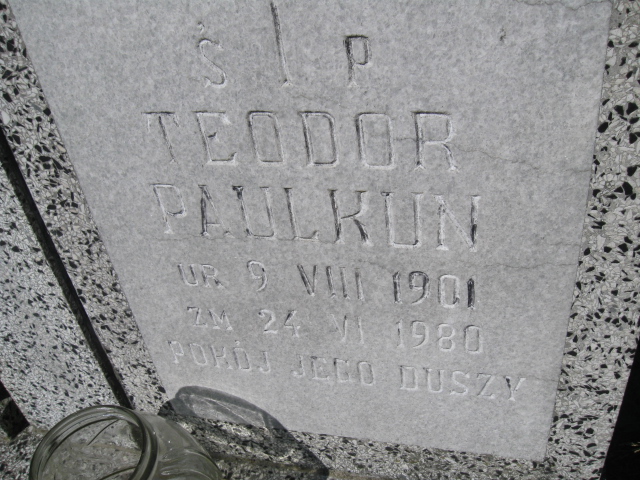 Ś P
TEODOR
PAULKUN
UR 9 VIII 1901
ZM 24 VI 1980
POKÓJ JEGO DUSZY